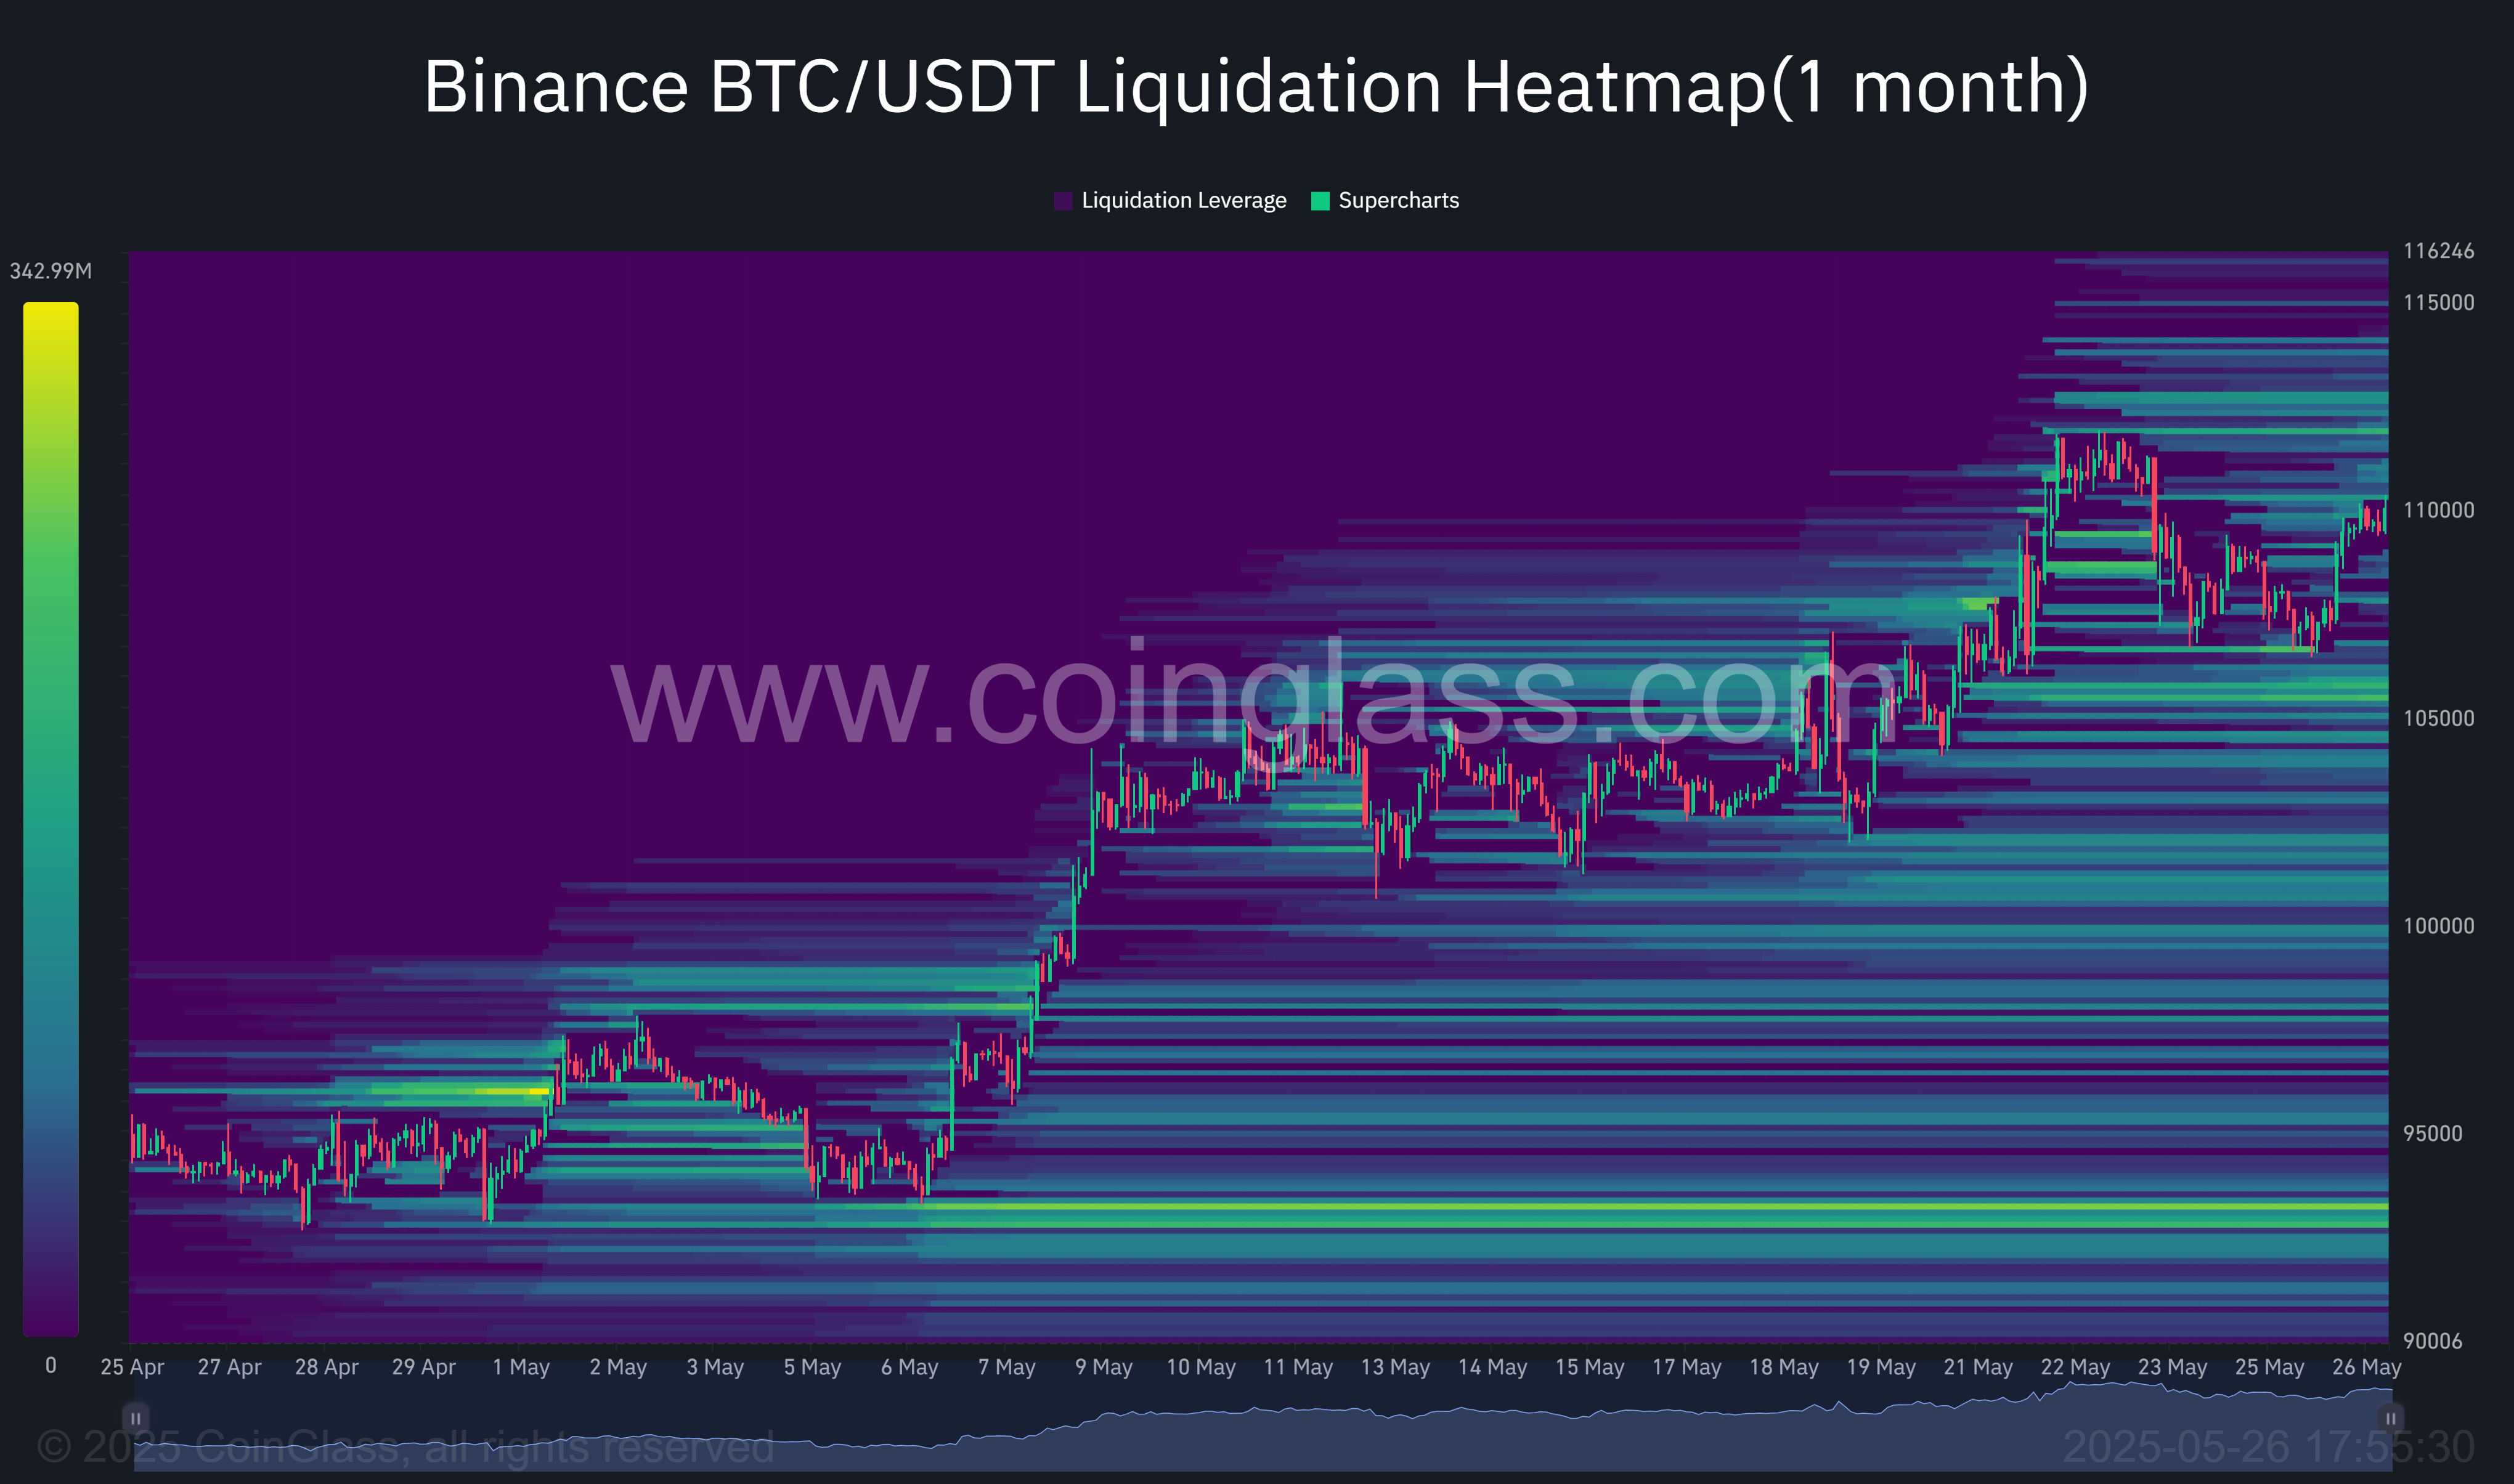 Binance BTC/USDT Liquidation Heatmap(1 month)
Liquidation Leverage Supercharts
342.99M
0
116246
115000
110000
105000
100000
95000
90006
www.coinglass.com
25 Apr 27 Apr 28 Apr 29 Apr 1 May 2 May 3 May 5 May 6 May 7 May 9 May 10 May 11 May 13 May 14 May 15 May 17 May 18 May 19 May 21 May 22 May 23 May 25 May 26 May
© 2025 CoinGlass, all rights reserved 2025-05-26 17:55:30